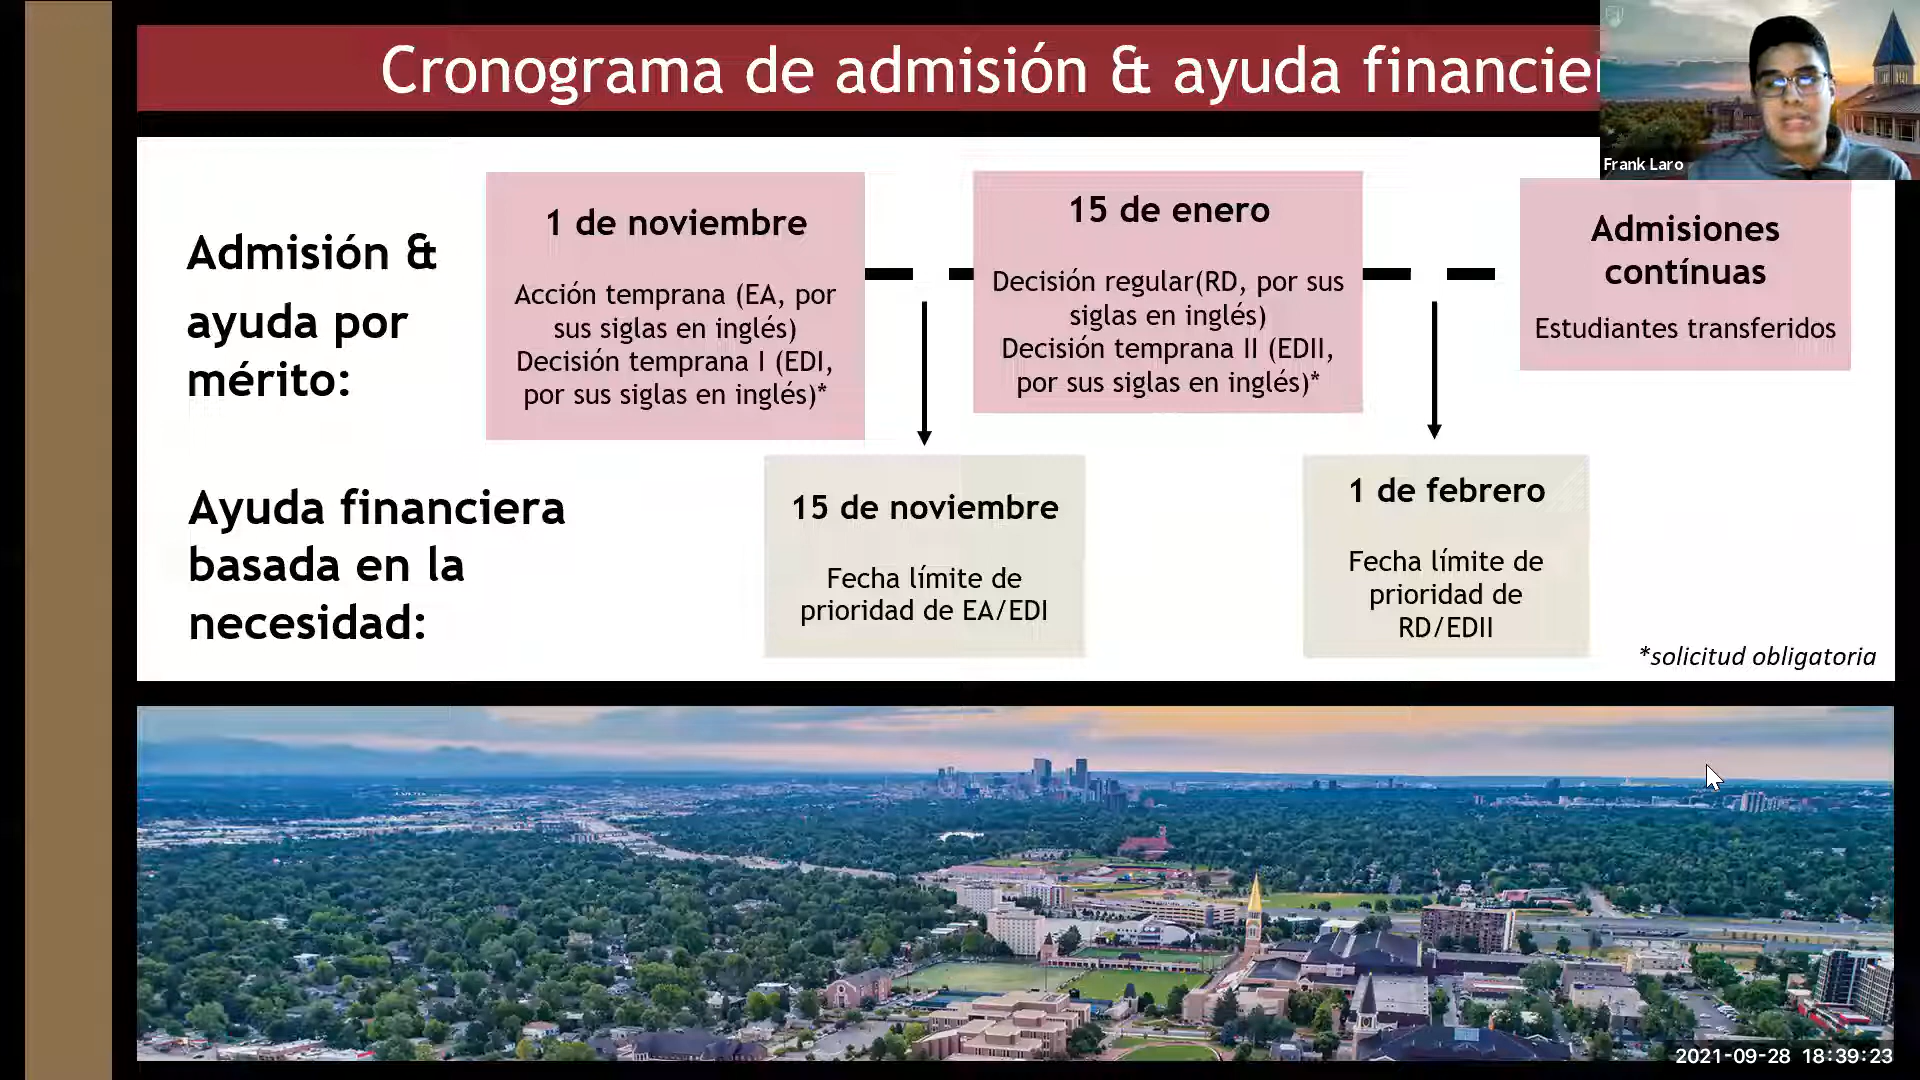 Cronograma de admisión & ayuda financier
Frank Laro
Admisión &
ayuda por
mérito:
1 de noviembre
Acción temprana (EA, por
sus siglas en inglés)
Decisión temprana I (EDI,
por sus siglas en inglés)*
15 de enero
Decisión regular(RD, por sus
siglas en inglés)
Decisión temprana II (EDII,
por sus siglas en inglés)*
Admisiones
contínuas
Estudiantes transferidos
Ayuda financiera
basada en la
necesidad:
15 de noviembre
Fecha límite de
prioridad de EA/EDI
1 de febrero
Fecha límite de
prioridad de
RD/EDII
*solicitud obligatoria
2021-09-28 18:39:23